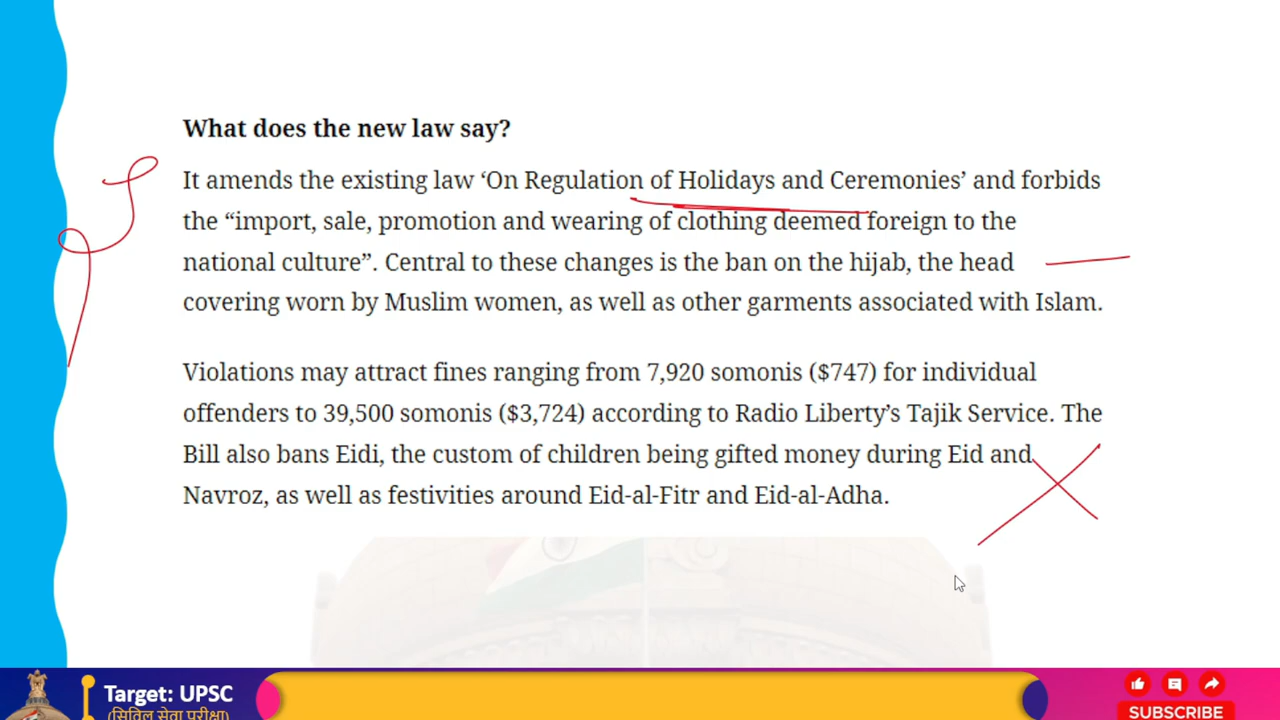 What does the new law say?
It amends the existing law ‘On Regulation of Holidays and Ceremonies’ and forbids
the “import, sale, promotion and wearing of clothing deemed foreign to the
national culture”. Central to these changes is the ban on the hijab, the head
covering worn by Muslim women, as well as other garments associated with Islam.
Violations may attract fines ranging from 7,920 somonis ($747) for individual
offenders to 39,500 somonis ($3,724) according to Radio Liberty’s Tajik Service. The
Bill also bans Eidi, the custom of children being gifted money during Eid and
Navroz, as well as festivities around Eid-al-Fitr and Eid-al-Adha.
Target: UPSC
(सिविल सेवा परीक्षा)
SUBSCRIBE